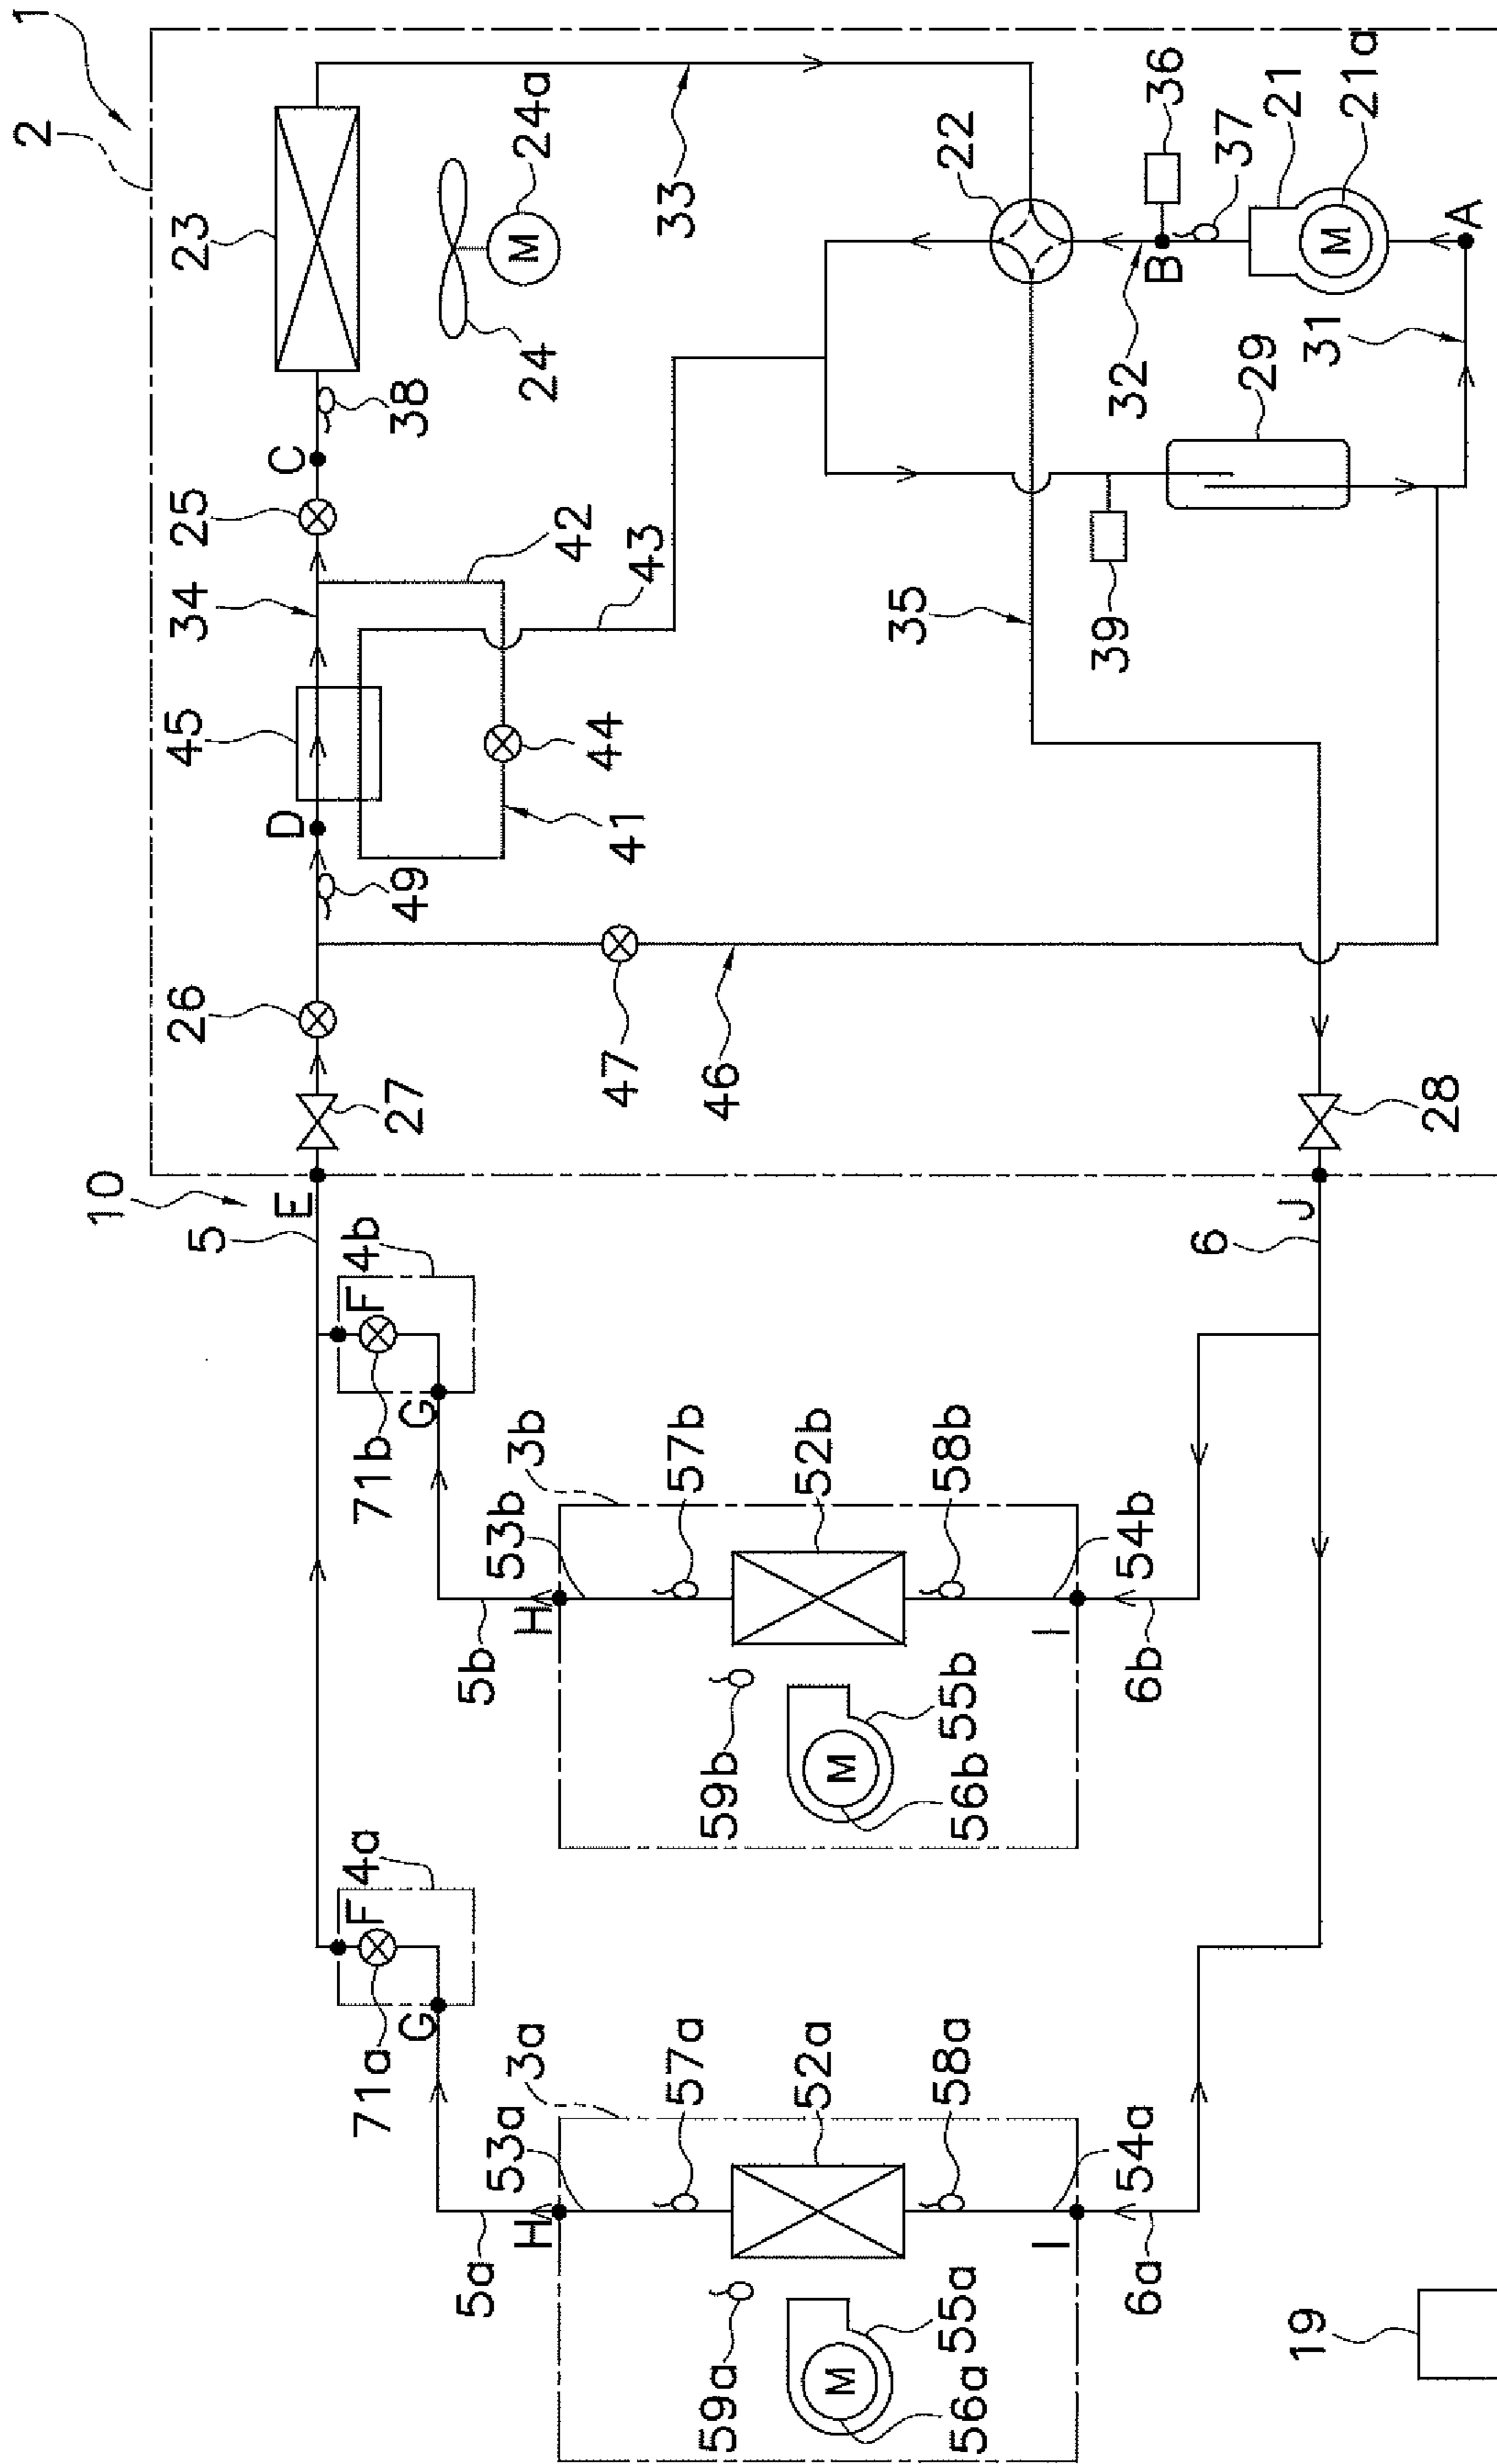 1
2
23
24a
24
33
22
36
37
21
21a
A
B
32
31
29
38
C
25
34
42
43
35
39
45
44
41
D
49
26
47
46
27
28
10
E
5
J
6
4b
F
G
71b
3b
57b
53b
52b
58b
54b
H
I
5b
6b
59b
55b
56b
M
M
M
4a
F
G
71a
3a
57a
53a
52a
58a
54a
H
I
5a
6a
59a
55a
56a
M
19